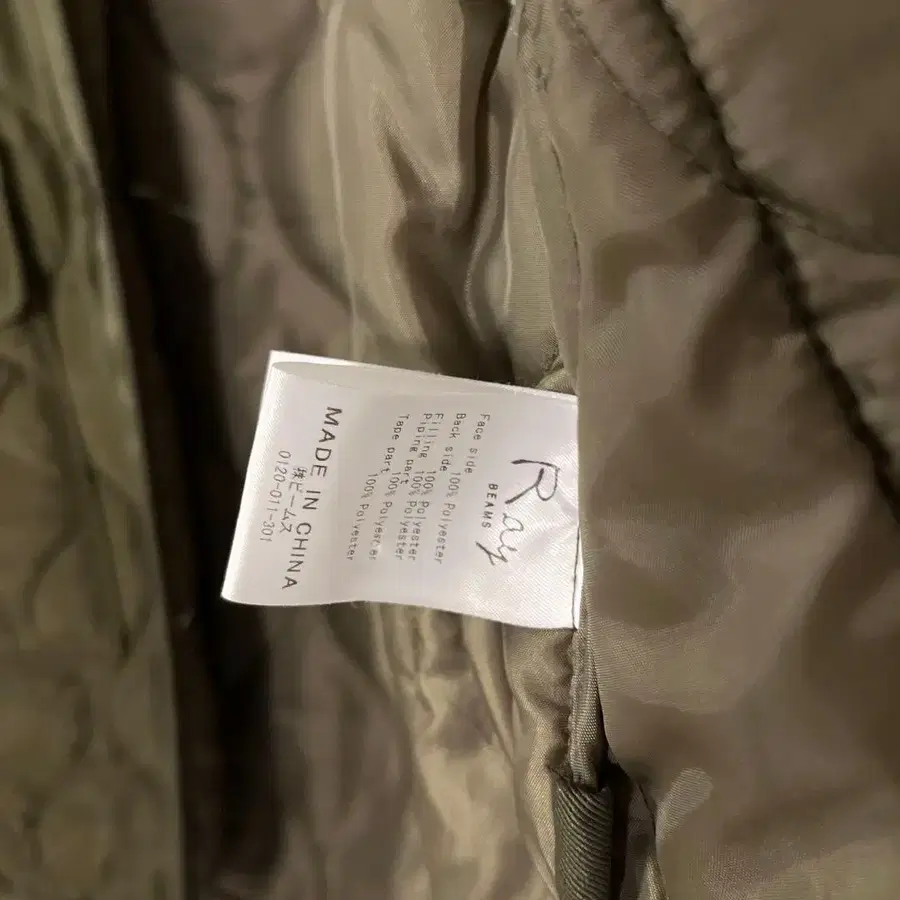 Ray
BEAMS
Face side
100% Polyester
Back side
100% Polyester
Filling 100% Polyester
Piping part
100% Polyester
Tape part
100% Polyester
MADE IN CHINA
㈱ビームス
0120-011-301